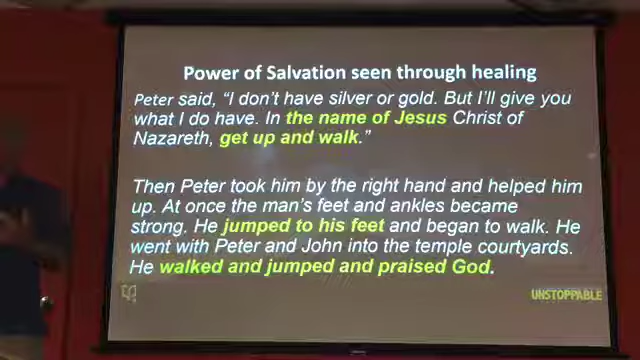 Power of Salvation seen through healing
Peter said, “I don’t have silver or gold. But I’ll give you
what I do have. In the name of Jesus Christ of
Nazareth, get up and walk.”
Then Peter took him by the right hand and helped him
up. At once the man’s feet and ankles became
strong. He jumped to his feet and began to walk. He
went with Peter and John into the temple courtyards.
He walked and jumped and praised God.
UNSTOPPABLE